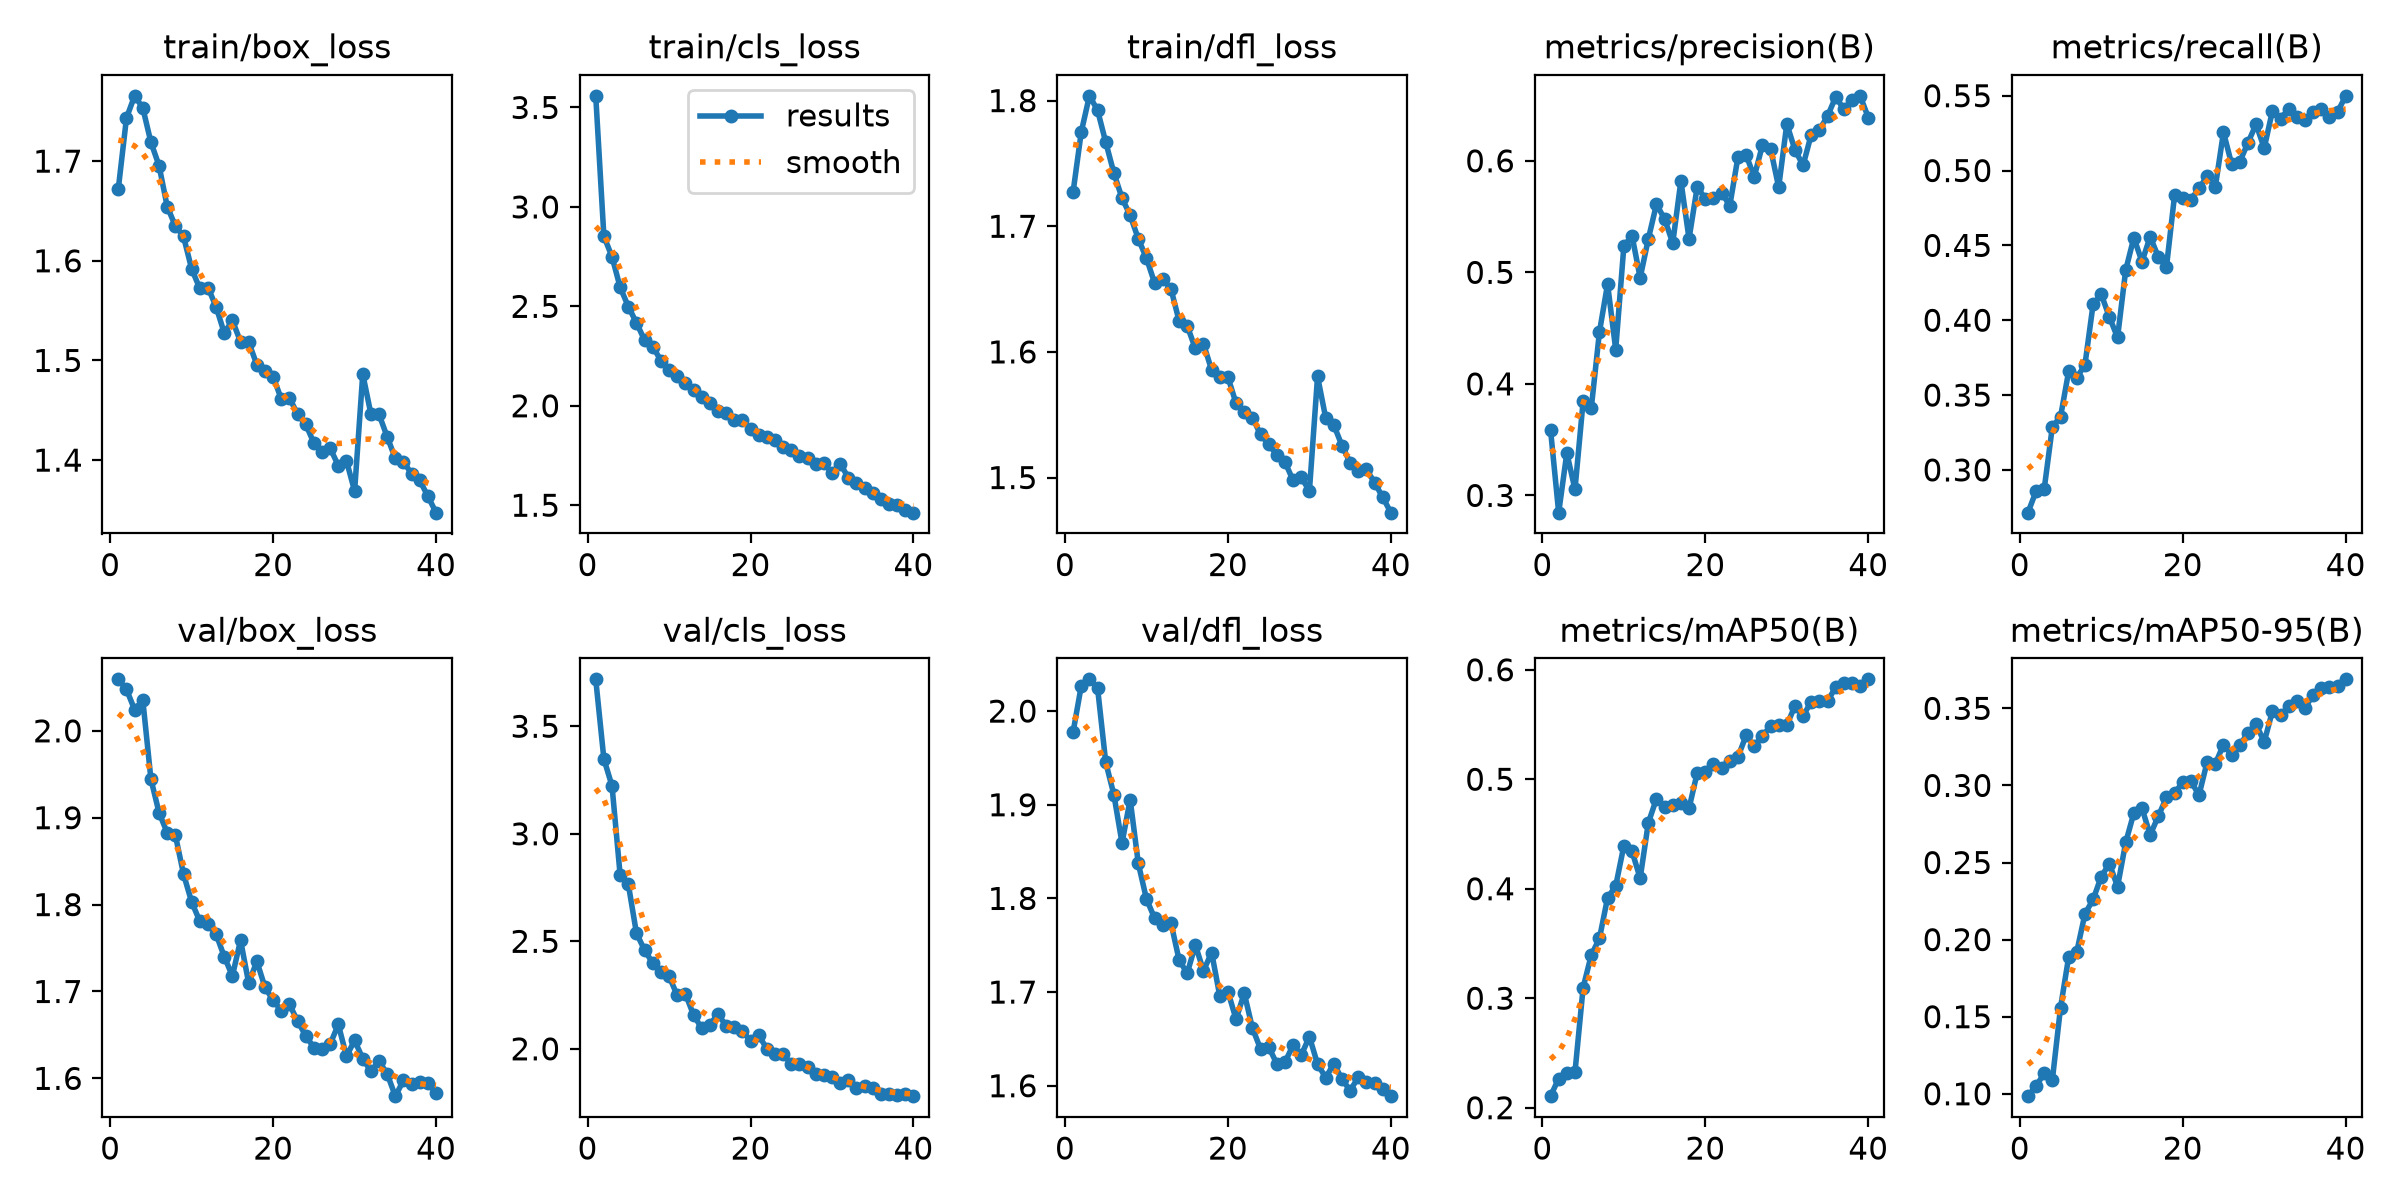 train/box_loss
1.7
1.6
1.5
1.4
0 20 40
train/cls_loss
results
smooth
3.5
3.0
2.5
2.0
1.5
0 20 40
train/dfl_loss
1.8
1.7
1.6
1.5
0 20 40
metrics/precision(B)
0.6
0.5
0.4
0.3
0 20 40
metrics/recall(B)
0.55
0.50
0.45
0.40
0.35
0.30
0 20 40
val/box_loss
2.0
1.9
1.8
1.7
1.6
0 20 40
val/cls_loss
3.5
3.0
2.5
2.0
0 20 40
val/dfl_loss
2.0
1.9
1.8
1.7
1.6
0 20 40
metrics/mAP50(B)
0.6
0.5
0.4
0.3
0.2
0 20 40
metrics/mAP50-95(B)
0.35
0.30
0.25
0.20
0.15
0.10
0 20 40